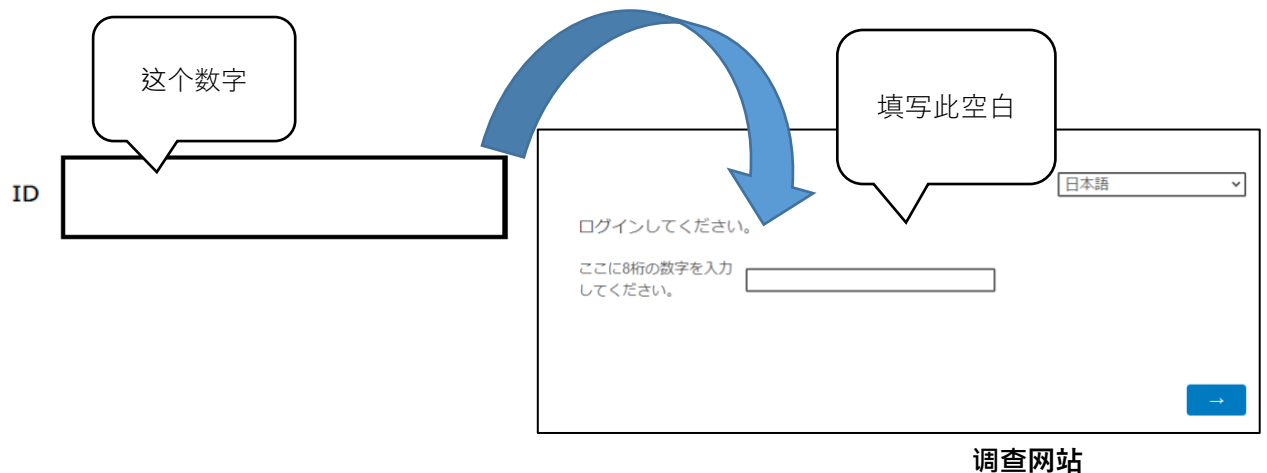 这个数字
填写此空白
ID
日本語
ログインしてください。
ここに8桁の数字を入力
してください。
→
调查网站